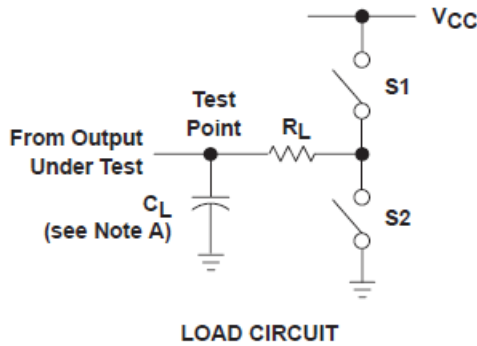 VCC
S1
Test
Point
RL
From Output
Under Test
CL
(see Note A)
S2
LOAD CIRCUIT